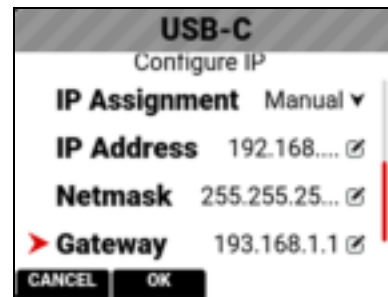 USB-C
Configure IP
IP Assignment Manual
IP Address 192.168....
Netmask 255.255.25...
Gateway 193.168.1.1
CANCEL OK